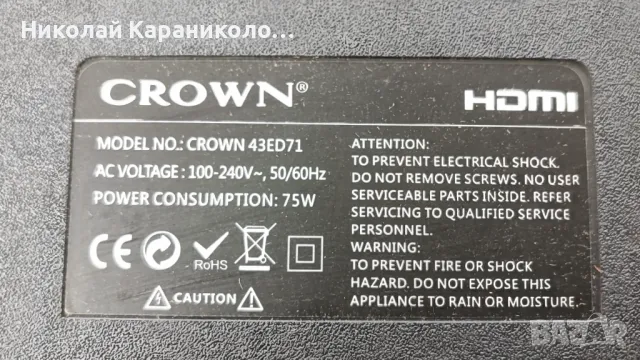 Николай Караниколо...
CROWN®
HDMI
MODEL NO.: CROWN 43ED71
AC VOLTAGE : 100-240V~, 50/60Hz
POWER CONSUMPTION: 75W
CE
RoHS
CAUTION
ATTENTION:
TO PREVENT ELECTRICAL SHOCK.
DO NOT REMOVE SCREWS. NO USER
SERVICEABLE PARTS INSIDE. REFER
SERVICING TO QUALIFIED SERVICE
PERSONNEL.
WARNING:
TO PREVENT FIRE OR SHOCK
HAZARD. DO NOT EXPOSE THIS
APPLIANCE TO RAIN OR MOISTURE.
bazar